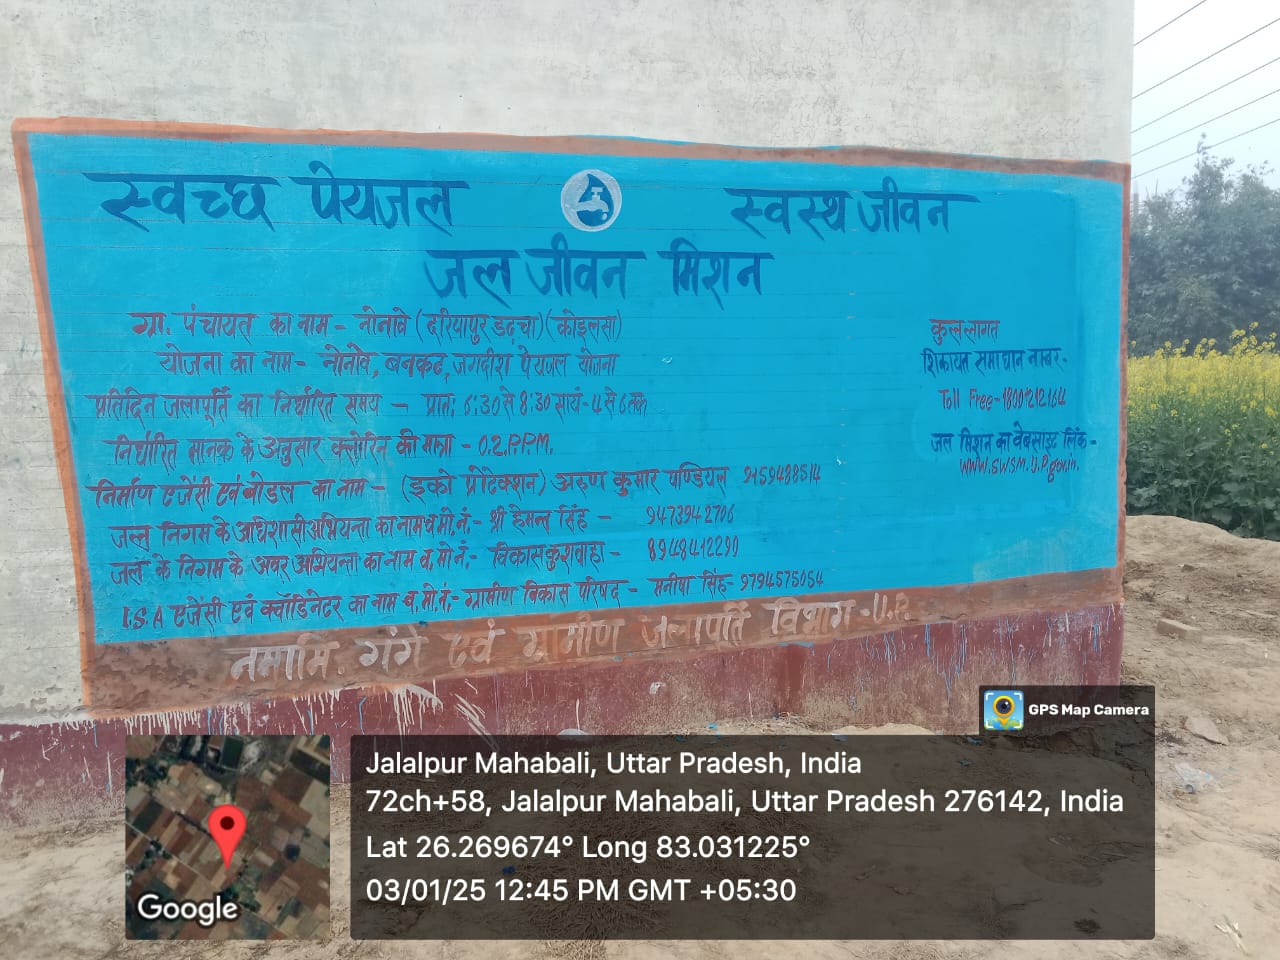 स्वच्छ पेयजल स्वस्थ जीवन
जल जीवन मिशन
ग्रा. पंचायत का नाम - नोनावे (दरियापुर डढ़चा) (कोइलसा)
योजना का नाम - नोनावे, बनकट, जगदीश पेयजल योजना
प्रतिदिन जलापूर्ति का निर्धारित समय - प्रात: 6:30 से 8:30 सायं - 4 से 6 तक
निर्धारित मानक के अनुसार क्लोरिन की मात्रा - 0.2.P.P.M.
निर्माण एजेंसी एवं बोडल का नाम - (इको प्रोटेक्शन) अरुण कुमार पण्डियल 9459488514
जल निगम के अधिशासी अभियन्ता का नाम व मो.नं.- श्री हेमन्त सिंह - 9473942706
जल के निगम के अवर अभियन्ता का नाम व, मो.नं.- विकास कुशवाहा - 8948412299
I.S.A एजेंसी एवं क्वॉडिनेटर का नाम व, मो.नं.- ग्रामीण विकास परिषद - मनीषा सिंह - 9794575054
कुल लागत
शिकायत समाधान नम्बर -
Toll Free - 18001212164
जल मिशन का वेबसाइट लिंक -
WWW.SWSM.U.P.gov.in.
नमामि. गंगे एवं ग्रामीण जलापर्ति विभाग - U.P.
GPS Map Camera
Jalalpur Mahabali, Uttar Pradesh, India
72ch+58, Jalalpur Mahabali, Uttar Pradesh 276142, India
Lat 26.269674° Long 83.031225°
03/01/25 12:45 PM GMT +05:30
Google